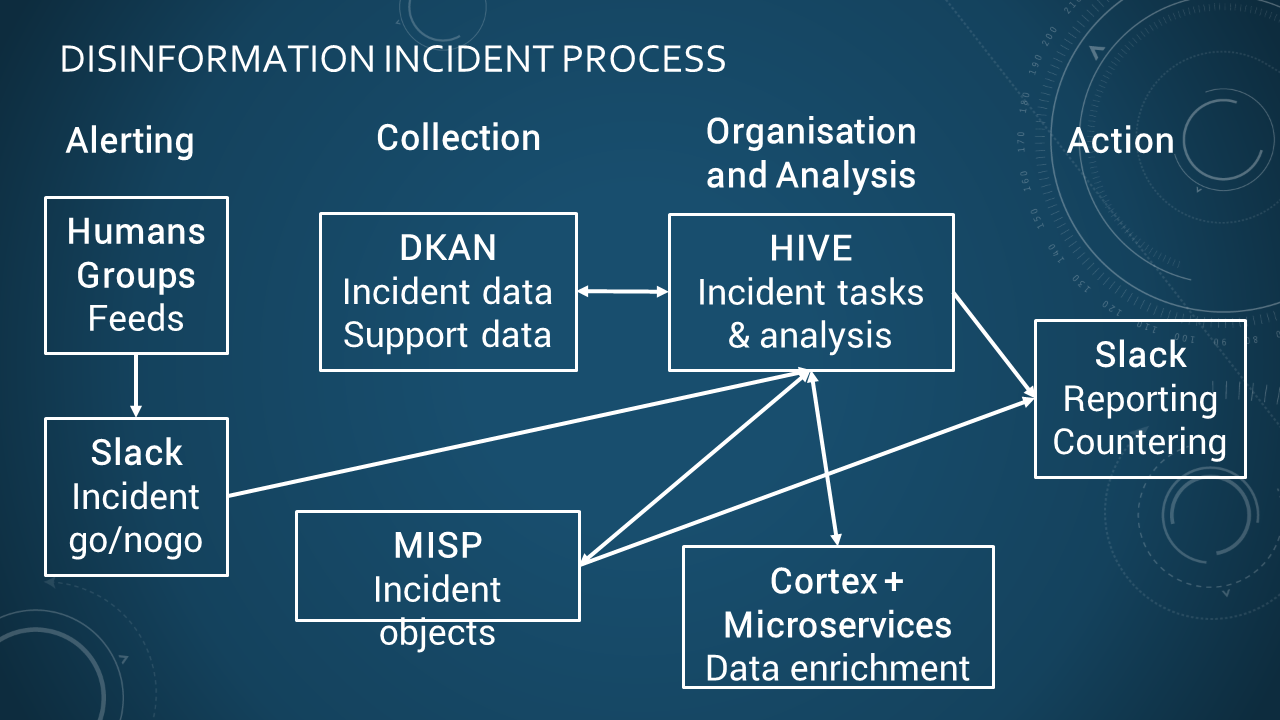 DISINFORMATION INCIDENT PROCESS
Alerting
Collection
Organisation
and Analysis
Action
Humans
Groups
Feeds
DKAN
Incident data
Support data
HIVE
Incident tasks
& analysis
Slack
Reporting
Countering
Slack
Incident
go/nogo
MISP
Incident
objects
Cortex +
Microservices
Data enrichment